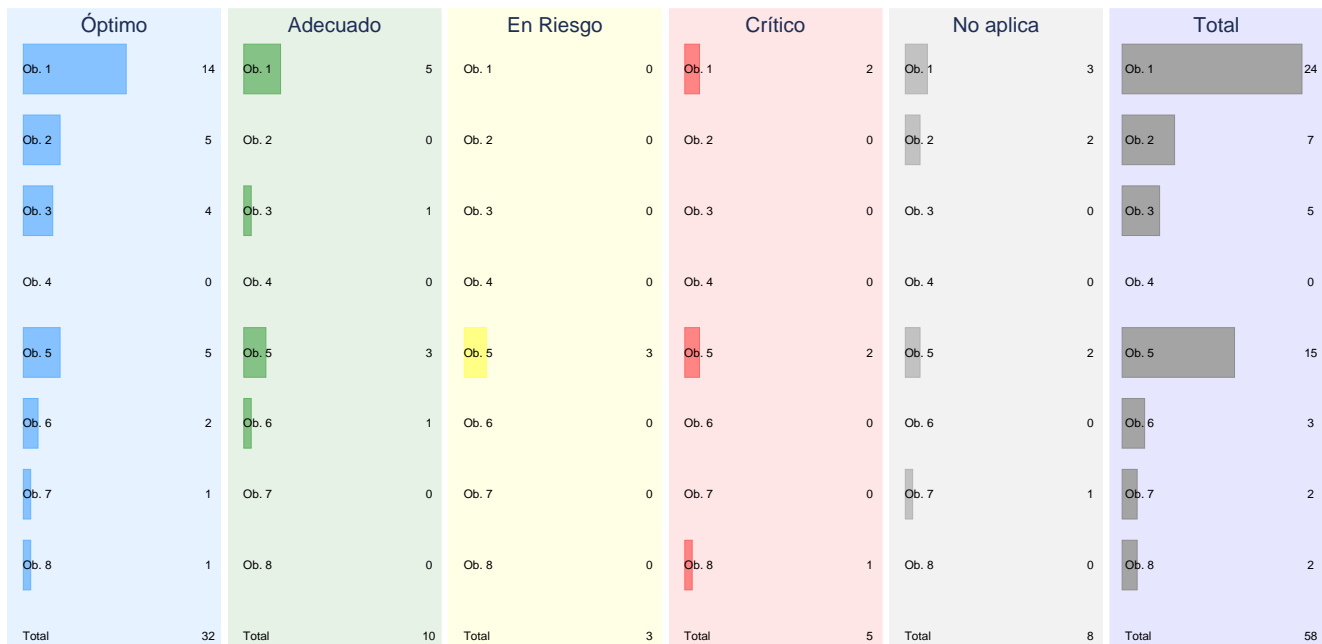 Óptimo Adecuado En Riesgo Crítico No aplica Total
Ob. 1 14 Ob. 1 5 Ob. 1 0 Ob. 1 2 Ob. 1 3 Ob. 1 24
Ob. 2 5 Ob. 2 0 Ob. 2 0 Ob. 2 0 Ob. 2 2 Ob. 2 7
Ob. 3 4 Ob. 3 1 Ob. 3 0 Ob. 3 0 Ob. 3 0 Ob. 3 5
Ob. 4 0 Ob. 4 0 Ob. 4 0 Ob. 4 0 Ob. 4 0 Ob. 4 0
Ob. 5 5 Ob. 5 3 Ob. 5 3 Ob. 5 2 Ob. 5 2 Ob. 5 15
Ob. 6 2 Ob. 6 1 Ob. 6 0 Ob. 6 0 Ob. 6 0 Ob. 6 3
Ob. 7 1 Ob. 7 0 Ob. 7 0 Ob. 7 0 Ob. 7 1 Ob. 7 2
Ob. 8 1 Ob. 8 0 Ob. 8 0 Ob. 8 1 Ob. 8 0 Ob. 8 2
Total 32 Total 10 Total 3 Total 5 Total 8 Total 58